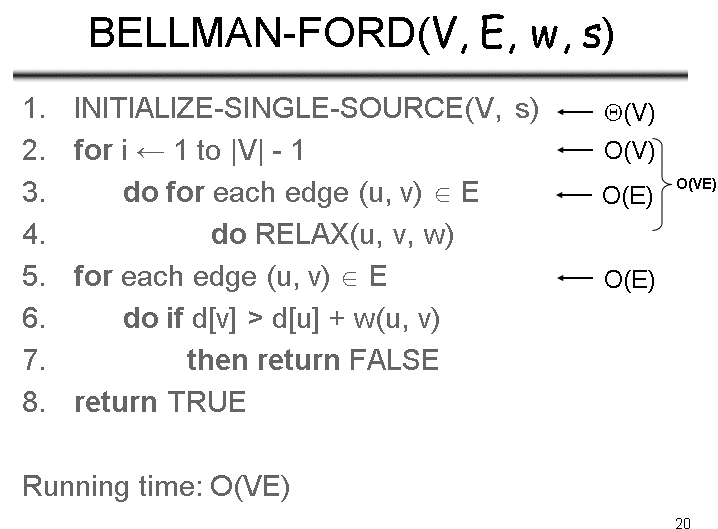 BELLMAN-FORD(V, E, w, s)
1. INITIALIZE-SINGLE-SOURCE(V, s) ← Θ(V)
2. for i ← 1 to |V| - 1 ← O(V)
3. do for each edge (u, v) ∈ E ← O(E) O(VE)
4. do RELAX(u, v, w)
5. for each edge (u, v) ∈ E ← O(E)
6. do if d[v] > d[u] + w(u, v)
7. then return FALSE
8. return TRUE
Running time: O(VE)
20